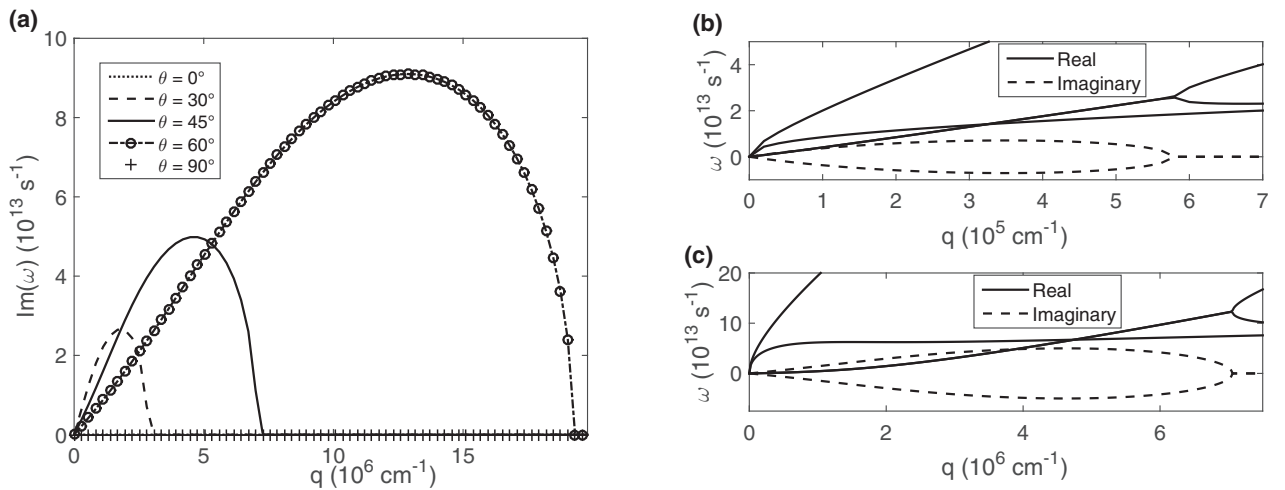 (a)
10
8
6
4
2
0
Im(ω) (10¹³ s⁻¹)
θ = 0°
θ = 30°
θ = 45°
θ = 60°
θ = 90°
0 5 10 15
q (10⁶ cm⁻¹)
(b)
4
2
0
ω (10¹³ s⁻¹)
Real
Imaginary
0 1 2 3 4 5 6 7
q (10⁵ cm⁻¹)
(c)
20
10
0
ω (10¹³ s⁻¹)
Real
Imaginary
0 2 4 6
q (10⁶ cm⁻¹)